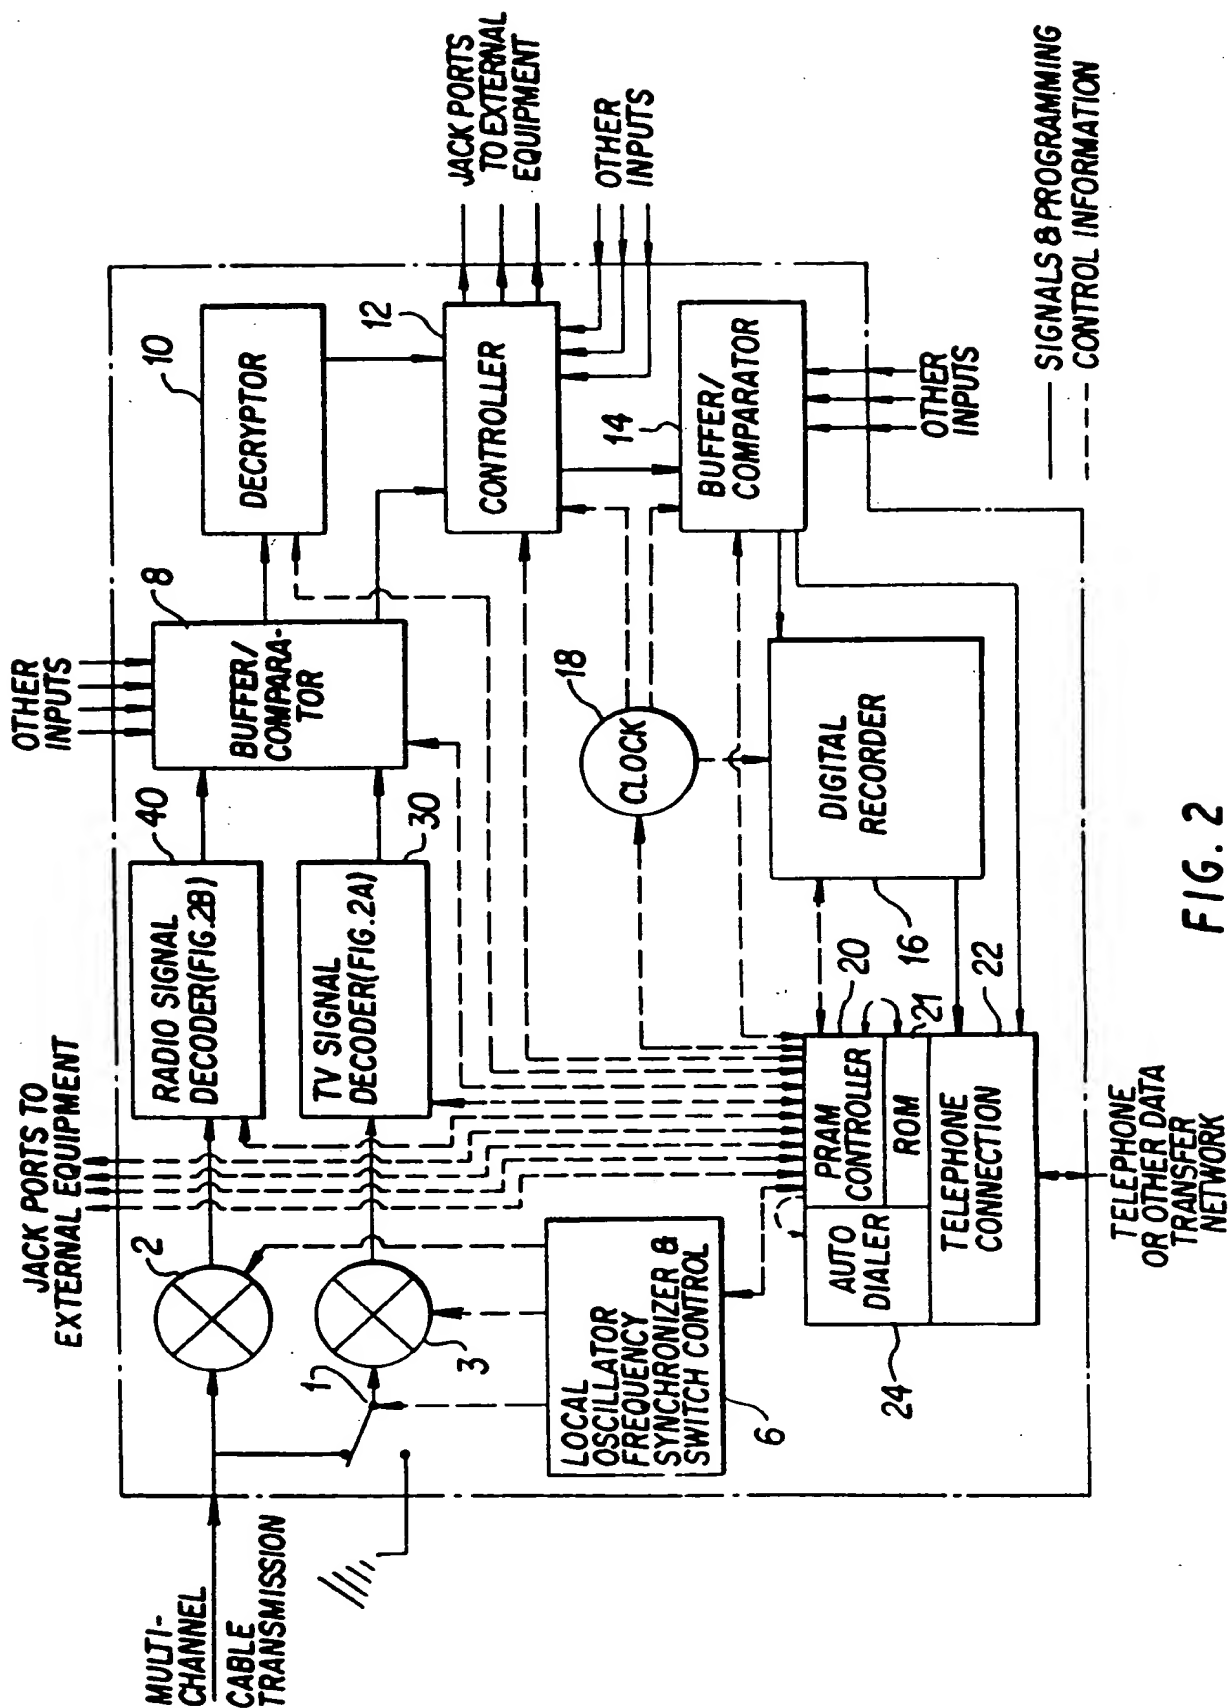 MULTI-
CHANNEL
CABLE
TRANSMISSION
JACK PORTS TO
EXTERNAL EQUIPMENT
OTHER
INPUTS
2
40
RADIO SIGNAL
DECODER(FIG.2B)
8
BUFFER/
COMPARA-
TOR
10
DECRYPTOR
1
3
30
TV SIGNAL
DECODER(FIG.2A)
12
CONTROLLER
JACK PORTS
TO EXTERNAL
EQUIPMENT
OTHER
INPUTS
LOCAL
OSCILLATOR
FREQUENCY
SYNCHRONIZER &
SWITCH CONTROL
6
18
CLOCK
14
BUFFER/
COMPARATOR
OTHER
INPUTS
AUTO
DIALER
24
PRAM
CONTROLLER
20
ROM
21
TELEPHONE
CONNECTION
22
16
DIGITAL
RECORDER
TELEPHONE
OR OTHER DATA
TRANSFER
NETWORK
SIGNALS & PROGRAMMING
CONTROL INFORMATION
FIG. 2